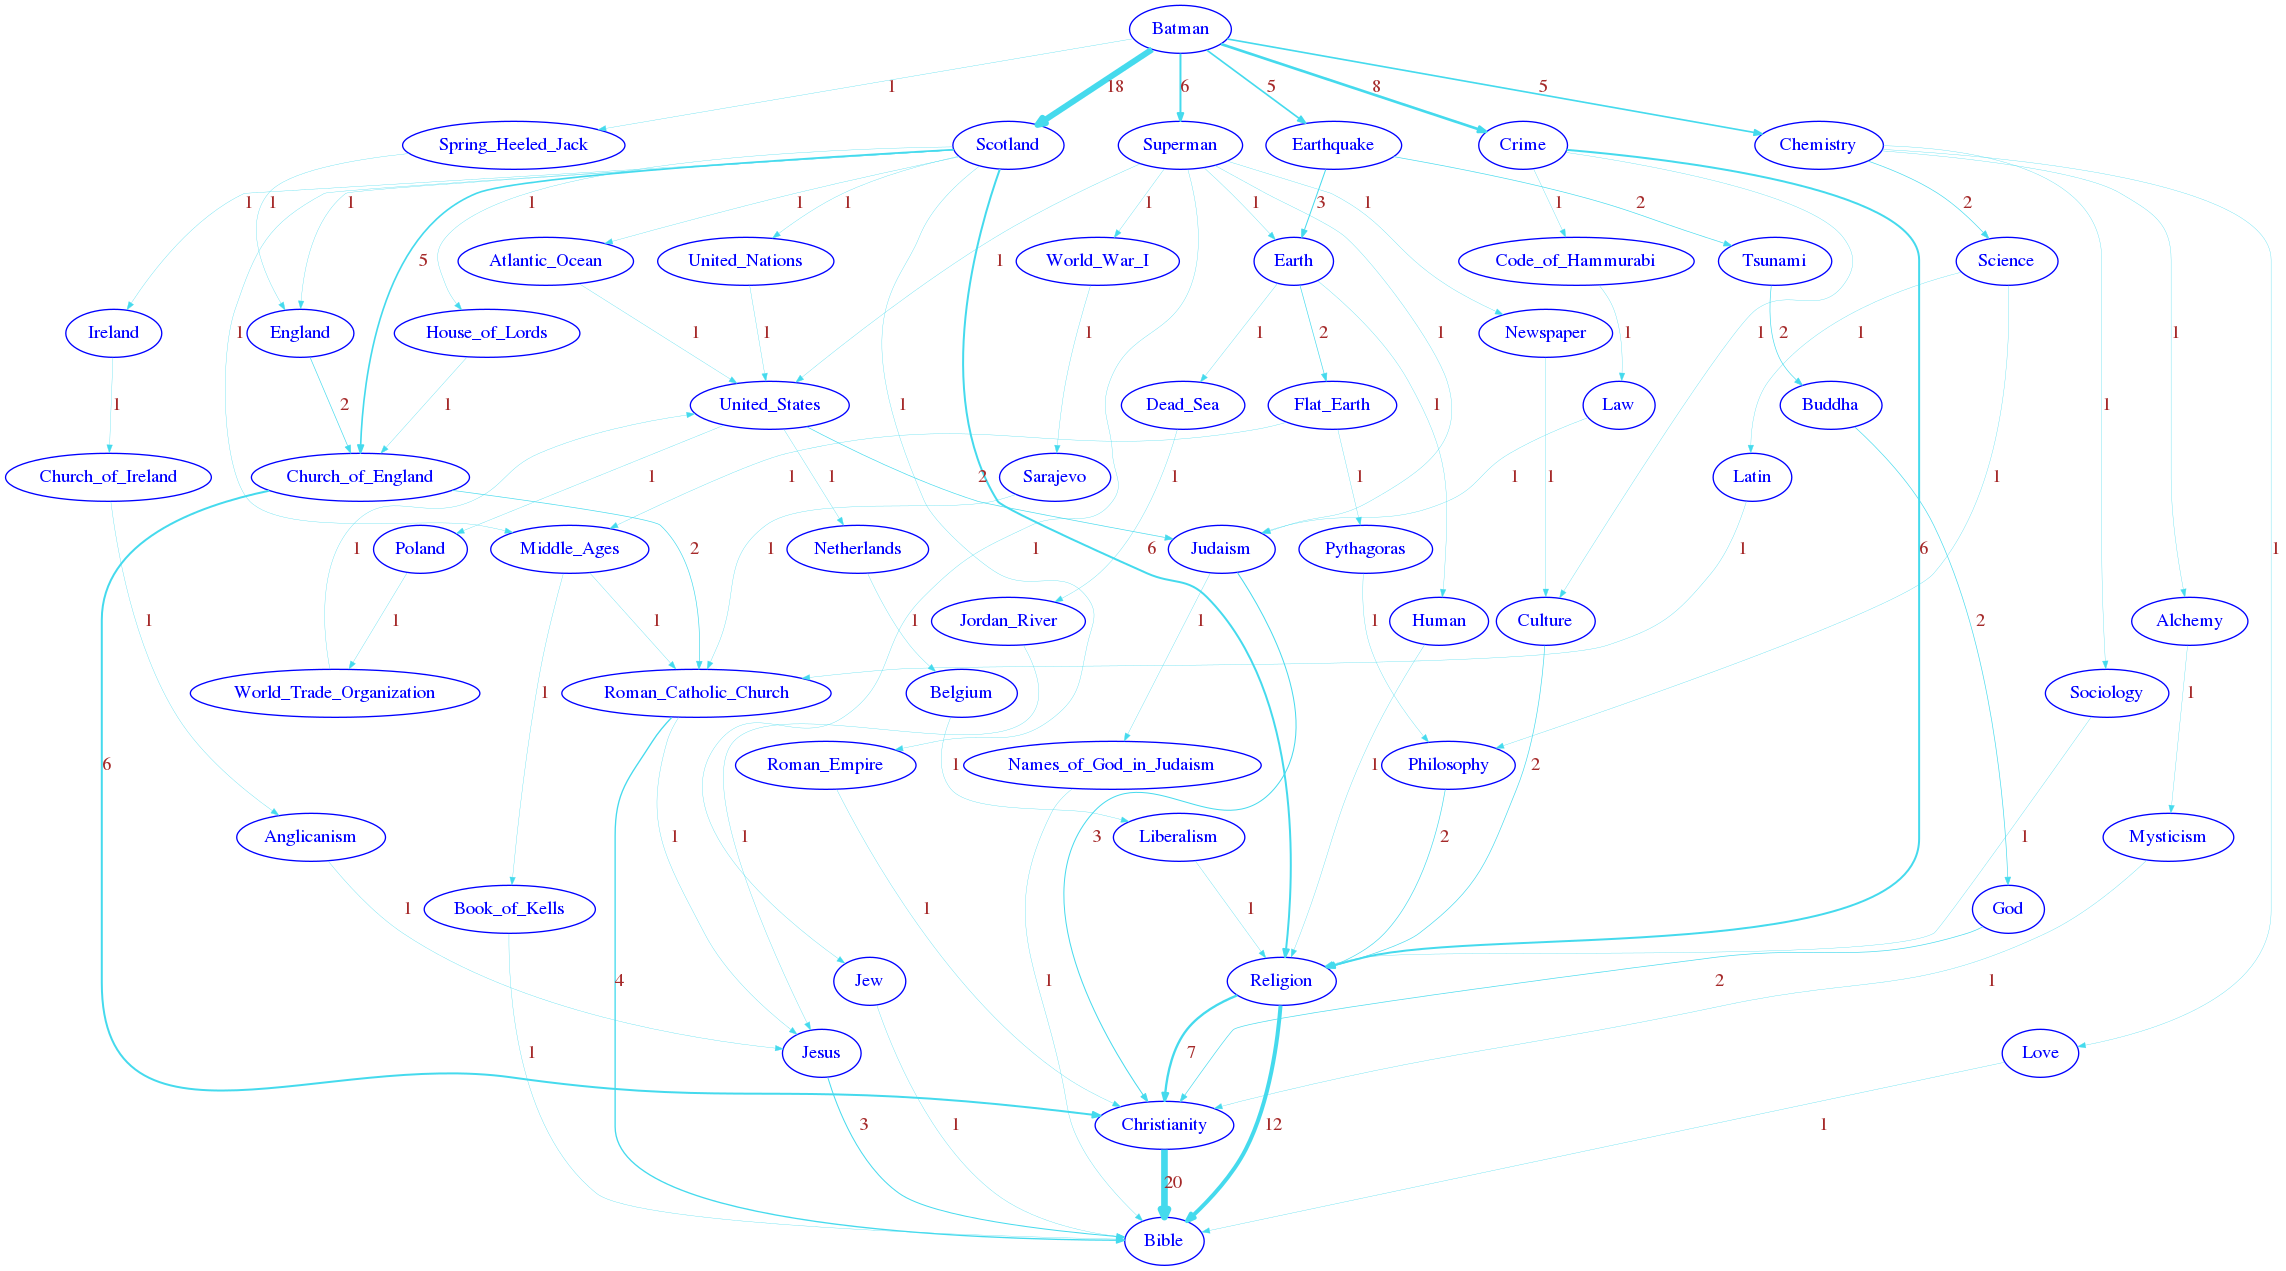 Batman
1
18
6
5
8
5
Spring_Heeled_Jack
Scotland
Superman
Earthquake
Crime
Chemistry
1
1
1
1
1
1
1
1
3
1
2
1
2
5
Atlantic_Ocean
United_Nations
1
World_War_I
Earth
Code_of_Hammurabi
Tsunami
Science
Ireland
England
House_of_Lords
Newspaper
1
1
1
1
1
2
1
1
1
2
1
1
1
2
1
United_States
1
Dead_Sea
Flat_Earth
1
Law
Buddha
1
Church_of_Ireland
Church_of_England
1
1
1
2
Sarajevo
1
1
1
1
Latin
1
Poland
Middle_Ages
Netherlands
Judaism
Pythagoras
1
2
1
1
6
1
6
1
1
1
1
1
Jordan_River
1
1
Human
Culture
2
Alchemy
World_Trade_Organization
1
Roman_Catholic_Church
Belgium
Sociology
1
6
Roman_Empire
1
Names_of_God_in_Judaism
1
Philosophy
2
Anglicanism
1
1
3
Liberalism
2
1
Mysticism
1
Book_of_Kells
1
1
God
4
Jew
1
Religion
2
1
1
Jesus
7
Love
3
1
Christianity
12
1
20
Bible